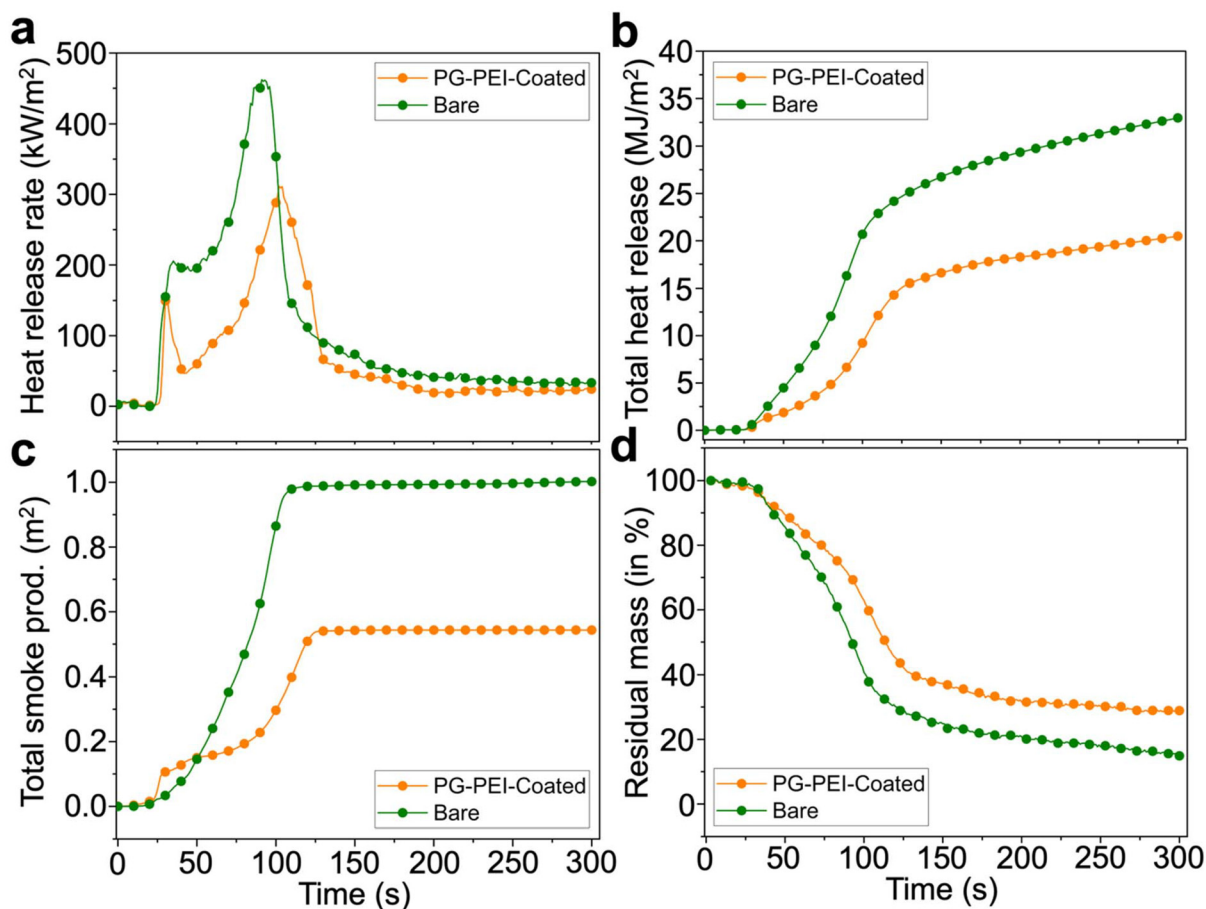 a
500
400
300
200
100
0
Heat release rate (kW/m²)
PG-PEI-Coated
Bare
b
40
35
30
25
20
15
10
5
0
Total heat release (MJ/m²)
PG-PEI-Coated
Bare
c
1.0
0.8
0.6
0.4
0.2
0.0
Total smoke prod. (m²)
PG-PEI-Coated
Bare
0 50 100 150 200 250 300
Time (s)
d
100
80
60
40
20
0
Residual mass (in %)
PG-PEI-Coated
Bare
0 50 100 150 200 250 300
Time (s)